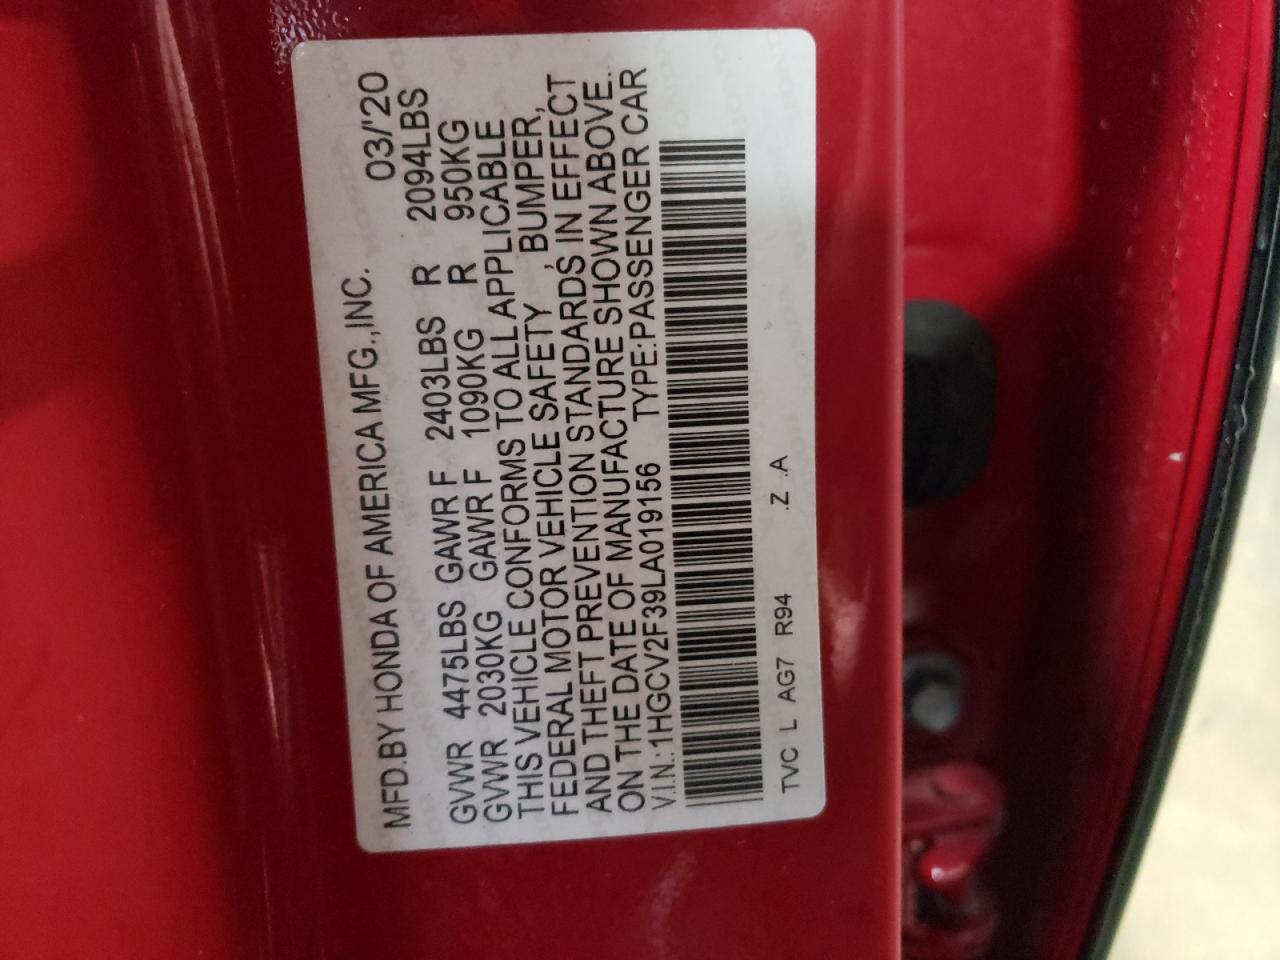 MFD.BY HONDA OF AMERICA MFG.,INC. 03/'20
GVWR 4475LBS GAWR F 2403LBS R 2094LBS
GVWR 2030KG GAWR F 1090KG R 950KG
THIS VEHICLE CONFORMS TO ALL APPLICABLE
FEDERAL MOTOR VEHICLE SAFETY , BUMPER,
AND THEFT PREVENTION STANDARDS IN EFFECT
ON THE DATE OF MANUFACTURE SHOWN ABOVE.
V.I.N.:1HGCV2F39LA019156 TYPE:PASSENGER CAR
TVC L AG7 R94 .Z .A